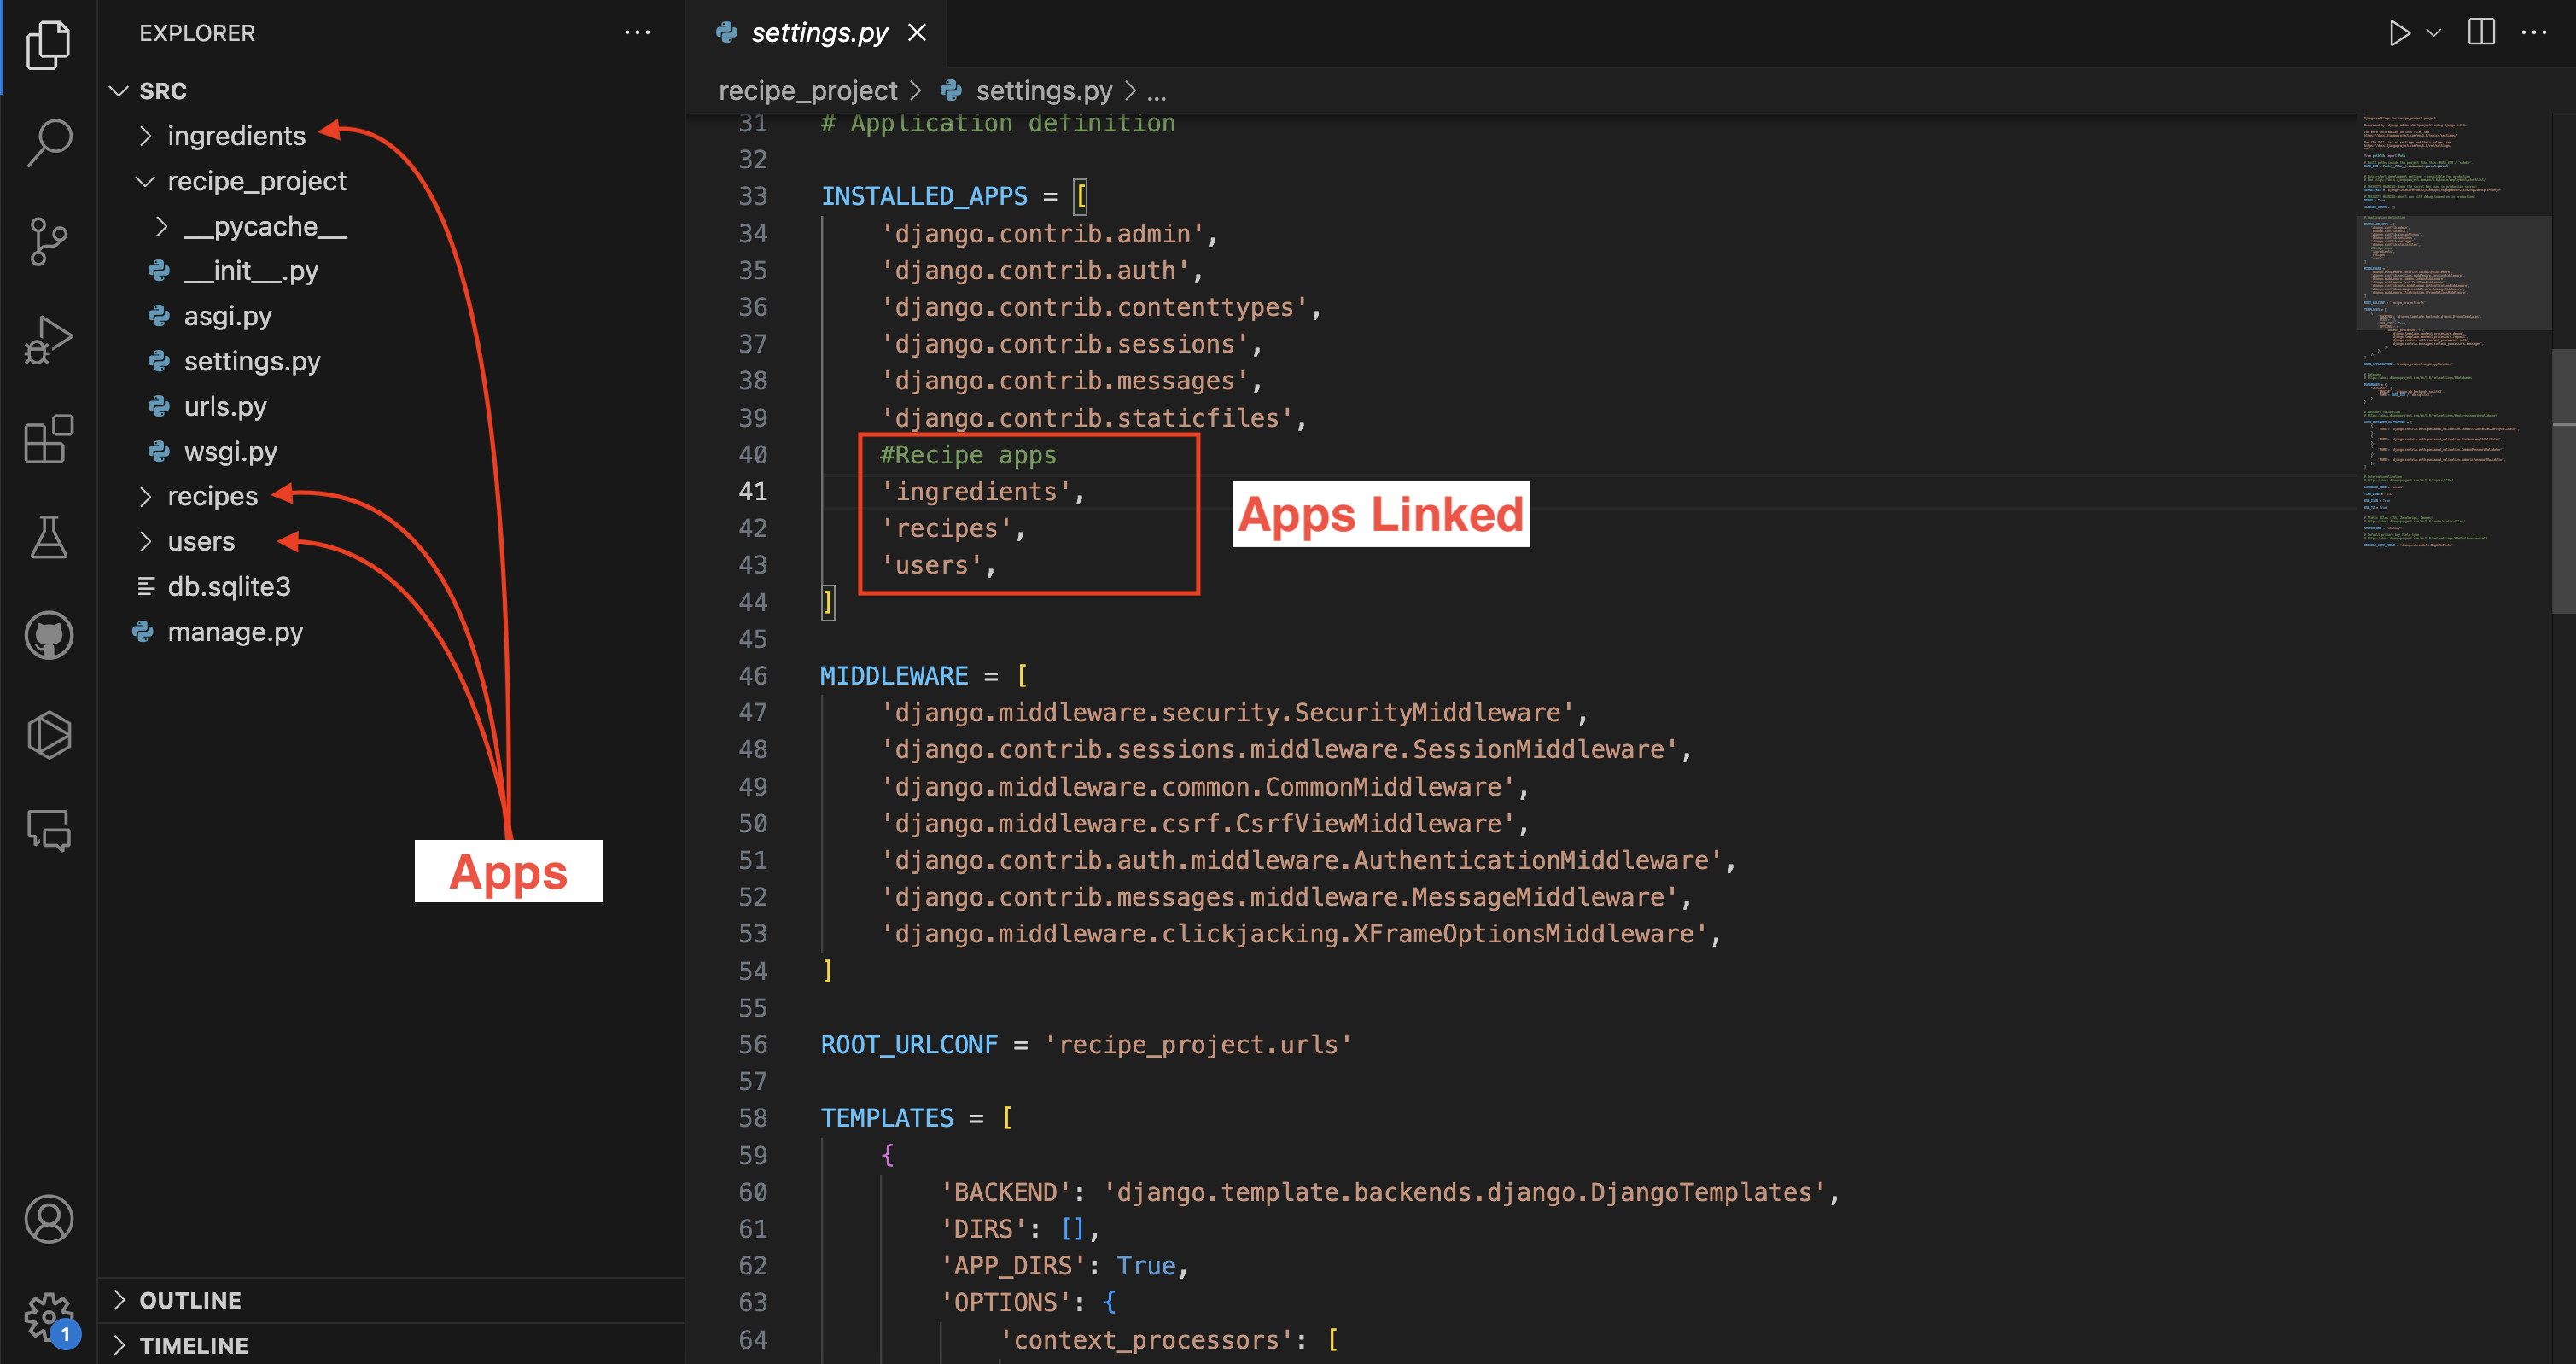 EXPLORER
SRC
ingredients
recipe_project
__pycache__
__init__.py
asgi.py
settings.py
urls.py
wsgi.py
recipes
users
db.sqlite3
manage.py
Apps
OUTLINE
TIMELINE
1
settings.py
recipe_project > settings.py > ...
31 # Application definition
32
33 INSTALLED_APPS = [
34     'django.contrib.admin',
35     'django.contrib.auth',
36     'django.contrib.contenttypes',
37     'django.contrib.sessions',
38     'django.contrib.messages',
39     'django.contrib.staticfiles',
40     #Recipe apps
41     'ingredients',
42     'recipes',
43     'users',
44 ]
Apps Linked
45
46 MIDDLEWARE = [
47     'django.middleware.security.SecurityMiddleware',
48     'django.contrib.sessions.middleware.SessionMiddleware',
49     'django.middleware.common.CommonMiddleware',
50     'django.middleware.csrf.CsrfViewMiddleware',
51     'django.contrib.auth.middleware.AuthenticationMiddleware',
52     'django.contrib.messages.middleware.MessageMiddleware',
53     'django.middleware.clickjacking.XFrameOptionsMiddleware',
54 ]
55
56 ROOT_URLCONF = 'recipe_project.urls'
57
58 TEMPLATES = [
59     {
60         'BACKEND': 'django.template.backends.django.DjangoTemplates',
61         'DIRS': [],
62         'APP_DIRS': True,
63         'OPTIONS': {
64             'context_processors': [